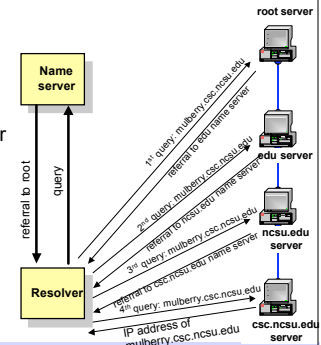 root server
Name
server
r
referral to root
query
1st query: mulberry.csc.ncsu.edu
referral to edu name server
edu server
2nd query: mulberry.csc.ncsu.edu
referral to ncsu.edu name server
3rd query: mulberry.csc.ncsu.edu
referral to csc.ncsu.edu name server
ncsu.edu
server
Resolver
4th query: mulberry.csc.ncsu.edu
IP address of
mulberry.csc.ncsu.edu
csc.ncsu.edu
server